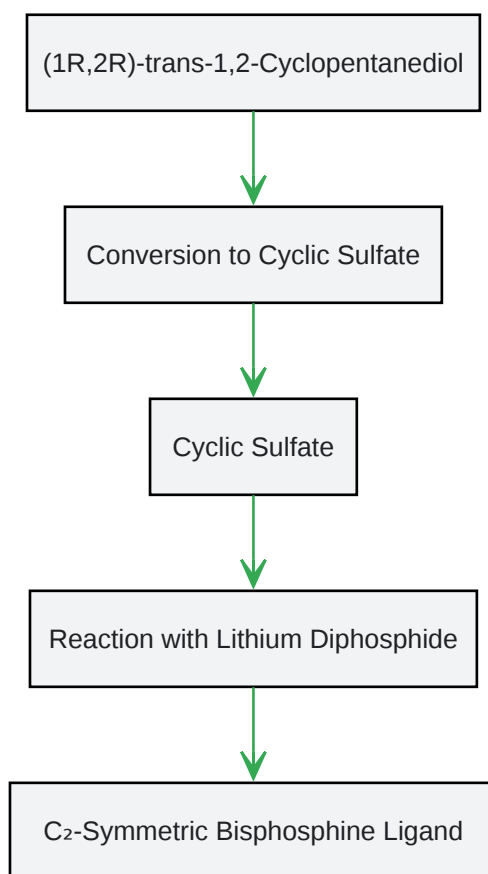 (1R,2R)-trans-1,2-Cyclopentanediol
Conversion to Cyclic Sulfate
Cyclic Sulfate
Reaction with Lithium Diphosphide
C₂-Symmetric Bisphosphine Ligand